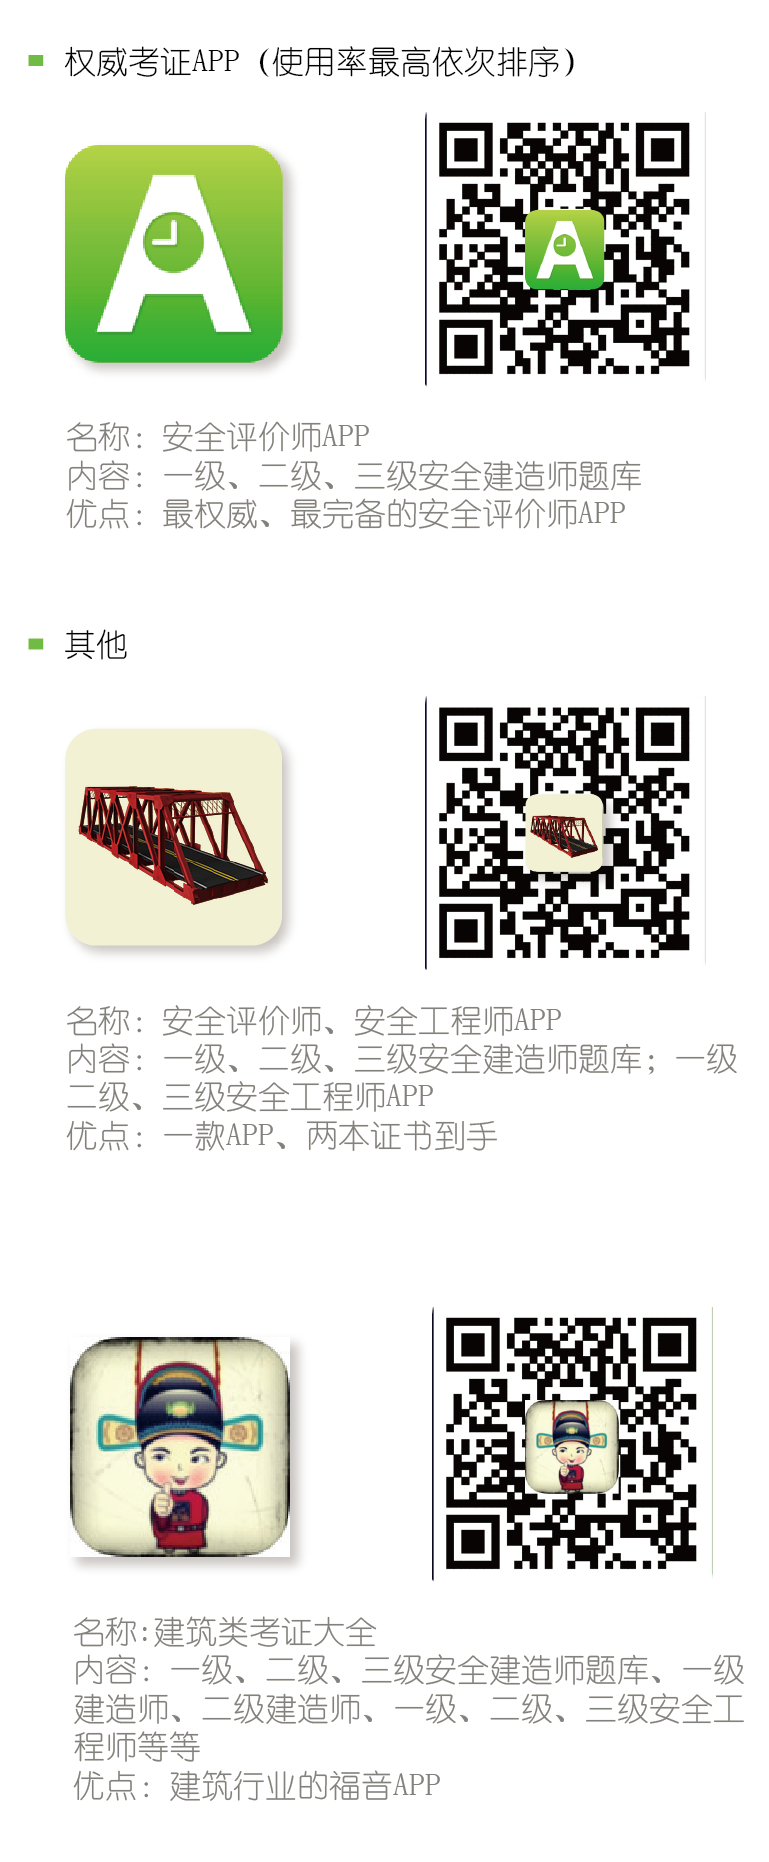 权威考证APP（使用率最高依次排序）
名称：安全评价师APP
内容：一级、二级、三级安全建造师题库
优点：最权威、最完备的安全评价师APP
其他
名称：安全评价师、安全工程师APP
内容：一级、二级、三级安全建造师题库；一级
二级、三级安全工程师APP
优点：一款APP、两本证书到手
名称:建筑类考证大全
内容：一级、二级、三级安全建造师题库、一级
建造师、二级建造师、一级、二级、三级安全工
程师等等
优点：建筑行业的福音APP